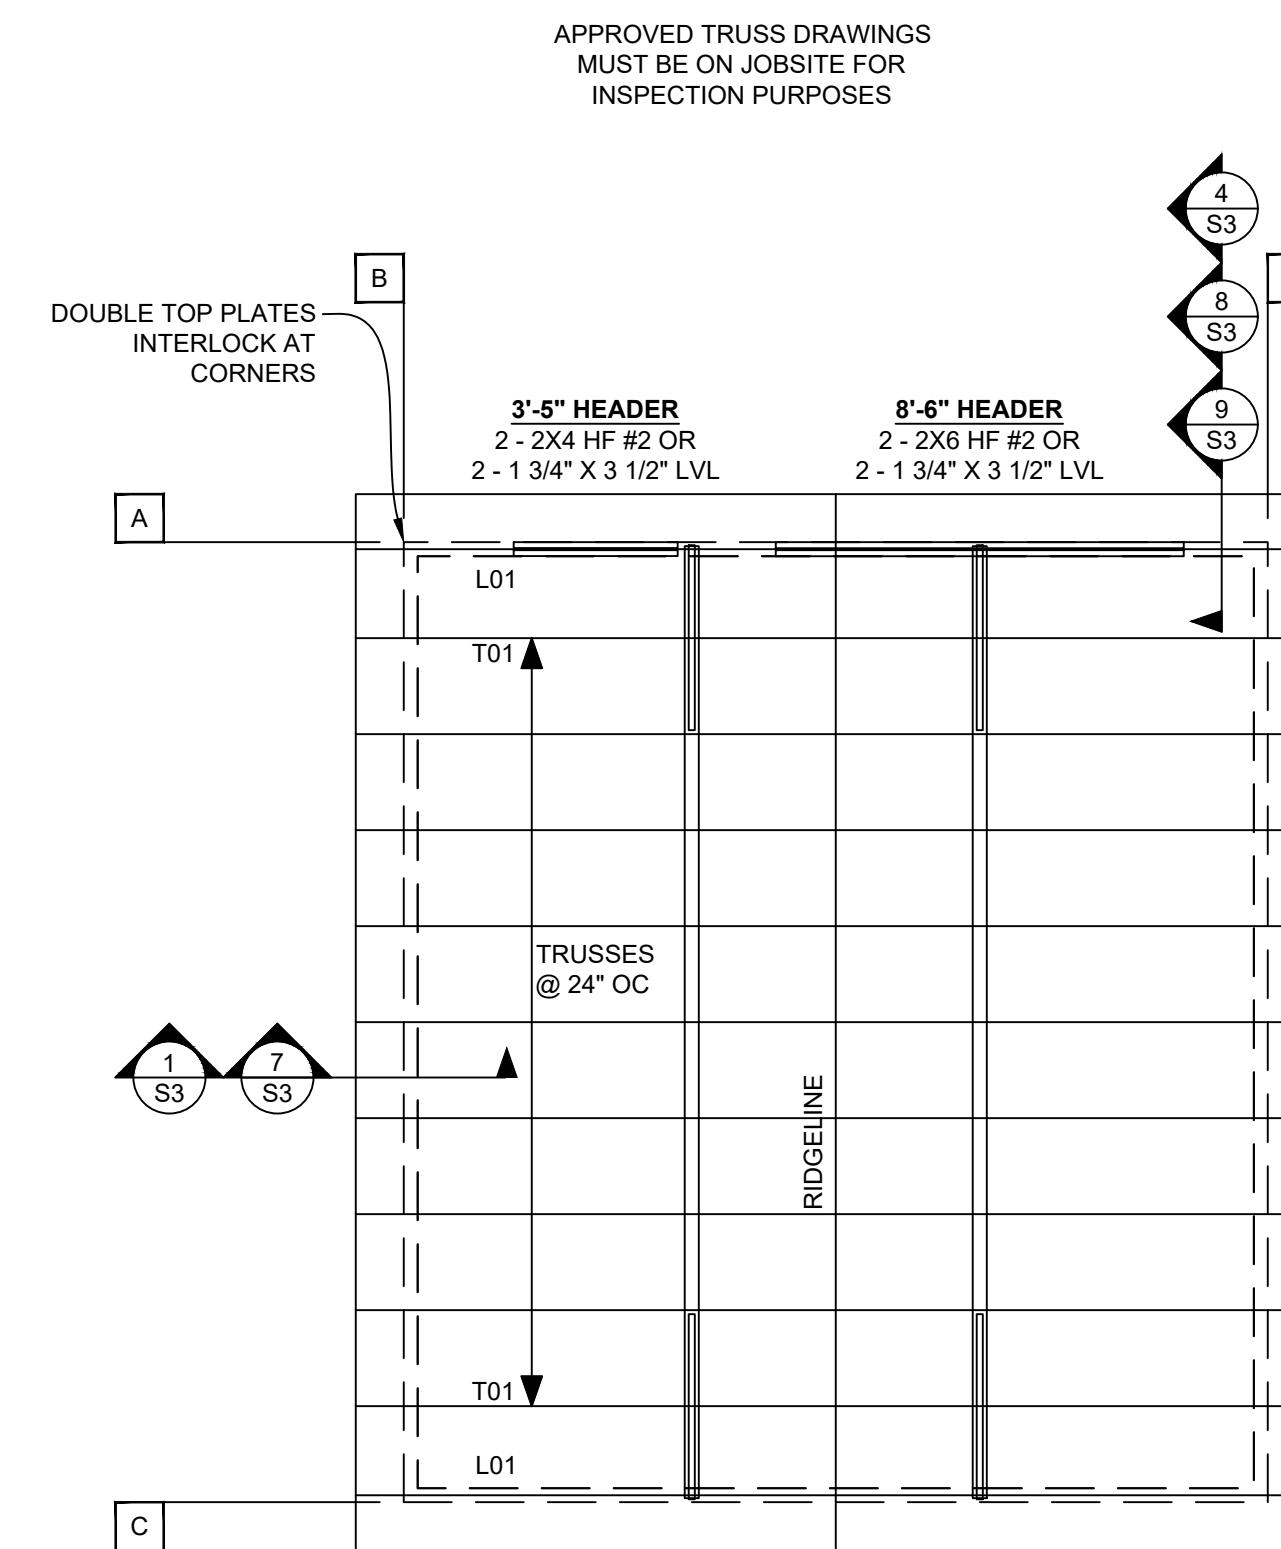 APPROVED TRUSS DRAWINGS
MUST BE ON JOBSITE FOR
INSPECTION PURPOSES
4
S3
B
8
S3
DOUBLE TOP PLATES
INTERLOCK AT
CORNERS
3'-5" HEADER
2 - 2X4 HF #2 OR
2 - 1 3/4" X 3 1/2" LVL
8'-6" HEADER
2 - 2X6 HF #2 OR
2 - 1 3/4" X 3 1/2" LVL
9
S3
A
L01
T01
TRUSSES
@ 24" OC
1
S3
7
S3
RIDGELINE
T01
L01
C